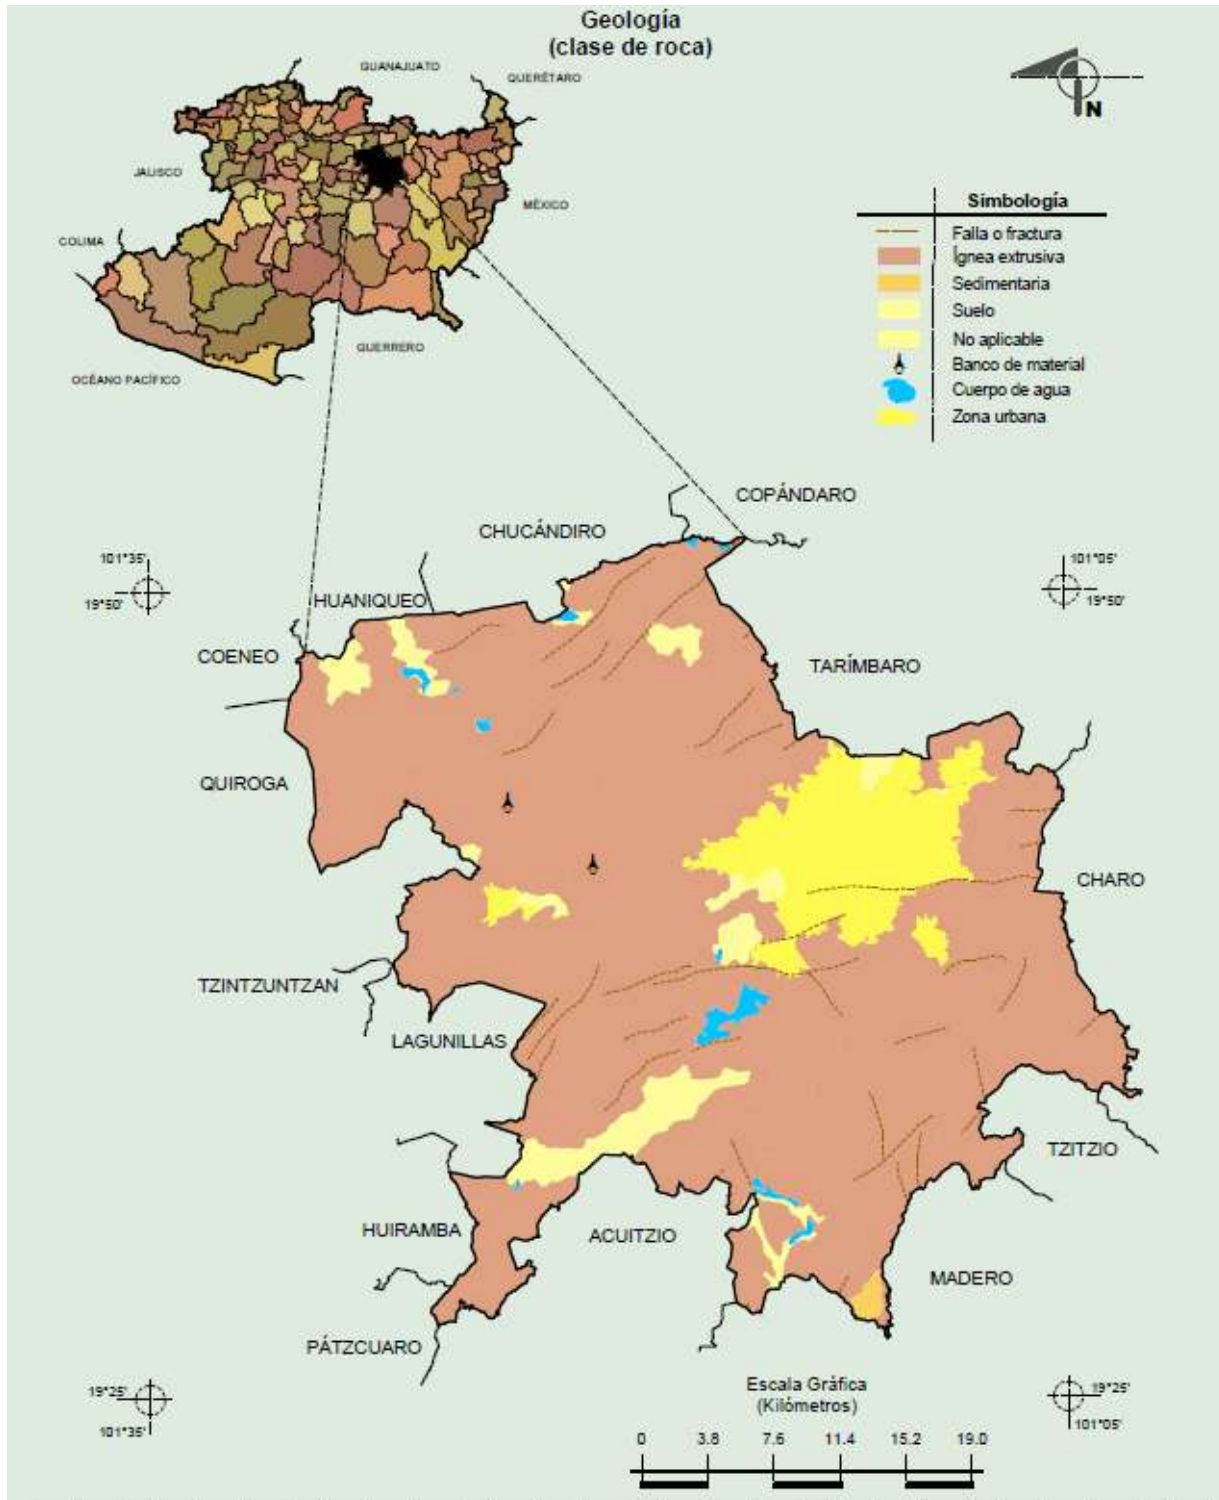 Geología
(clase de roca)
GUANAJUATO
QUERÉTARO
N
JALISCO
MÉXICO
COLIMA
GUERRERO
OCÉANO PACÍFICO
Simbología
Falla o fractura
Ígnea extrusiva
Sedimentaria
Suelo
No aplicable
Banco de material
Cuerpo de agua
Zona urbana
COPÁNDARO
CHUCÁNDIRO
101°35'
19°50'
101°05'
19°50'
HUANIQUEO
COENEO
TARÍMBARO
QUIROGA
CHARO
TZINTZUNTZAN
LAGUNILLAS
TZITZIO
HUIRAMBA
ACUITZIO
MADERO
PÁTZCUARO
19°25'
101°35'
19°25'
101°05'
Escala Gráfica
(Kilómetros)
0 3.8 7.6 11.4 15.2 19.0